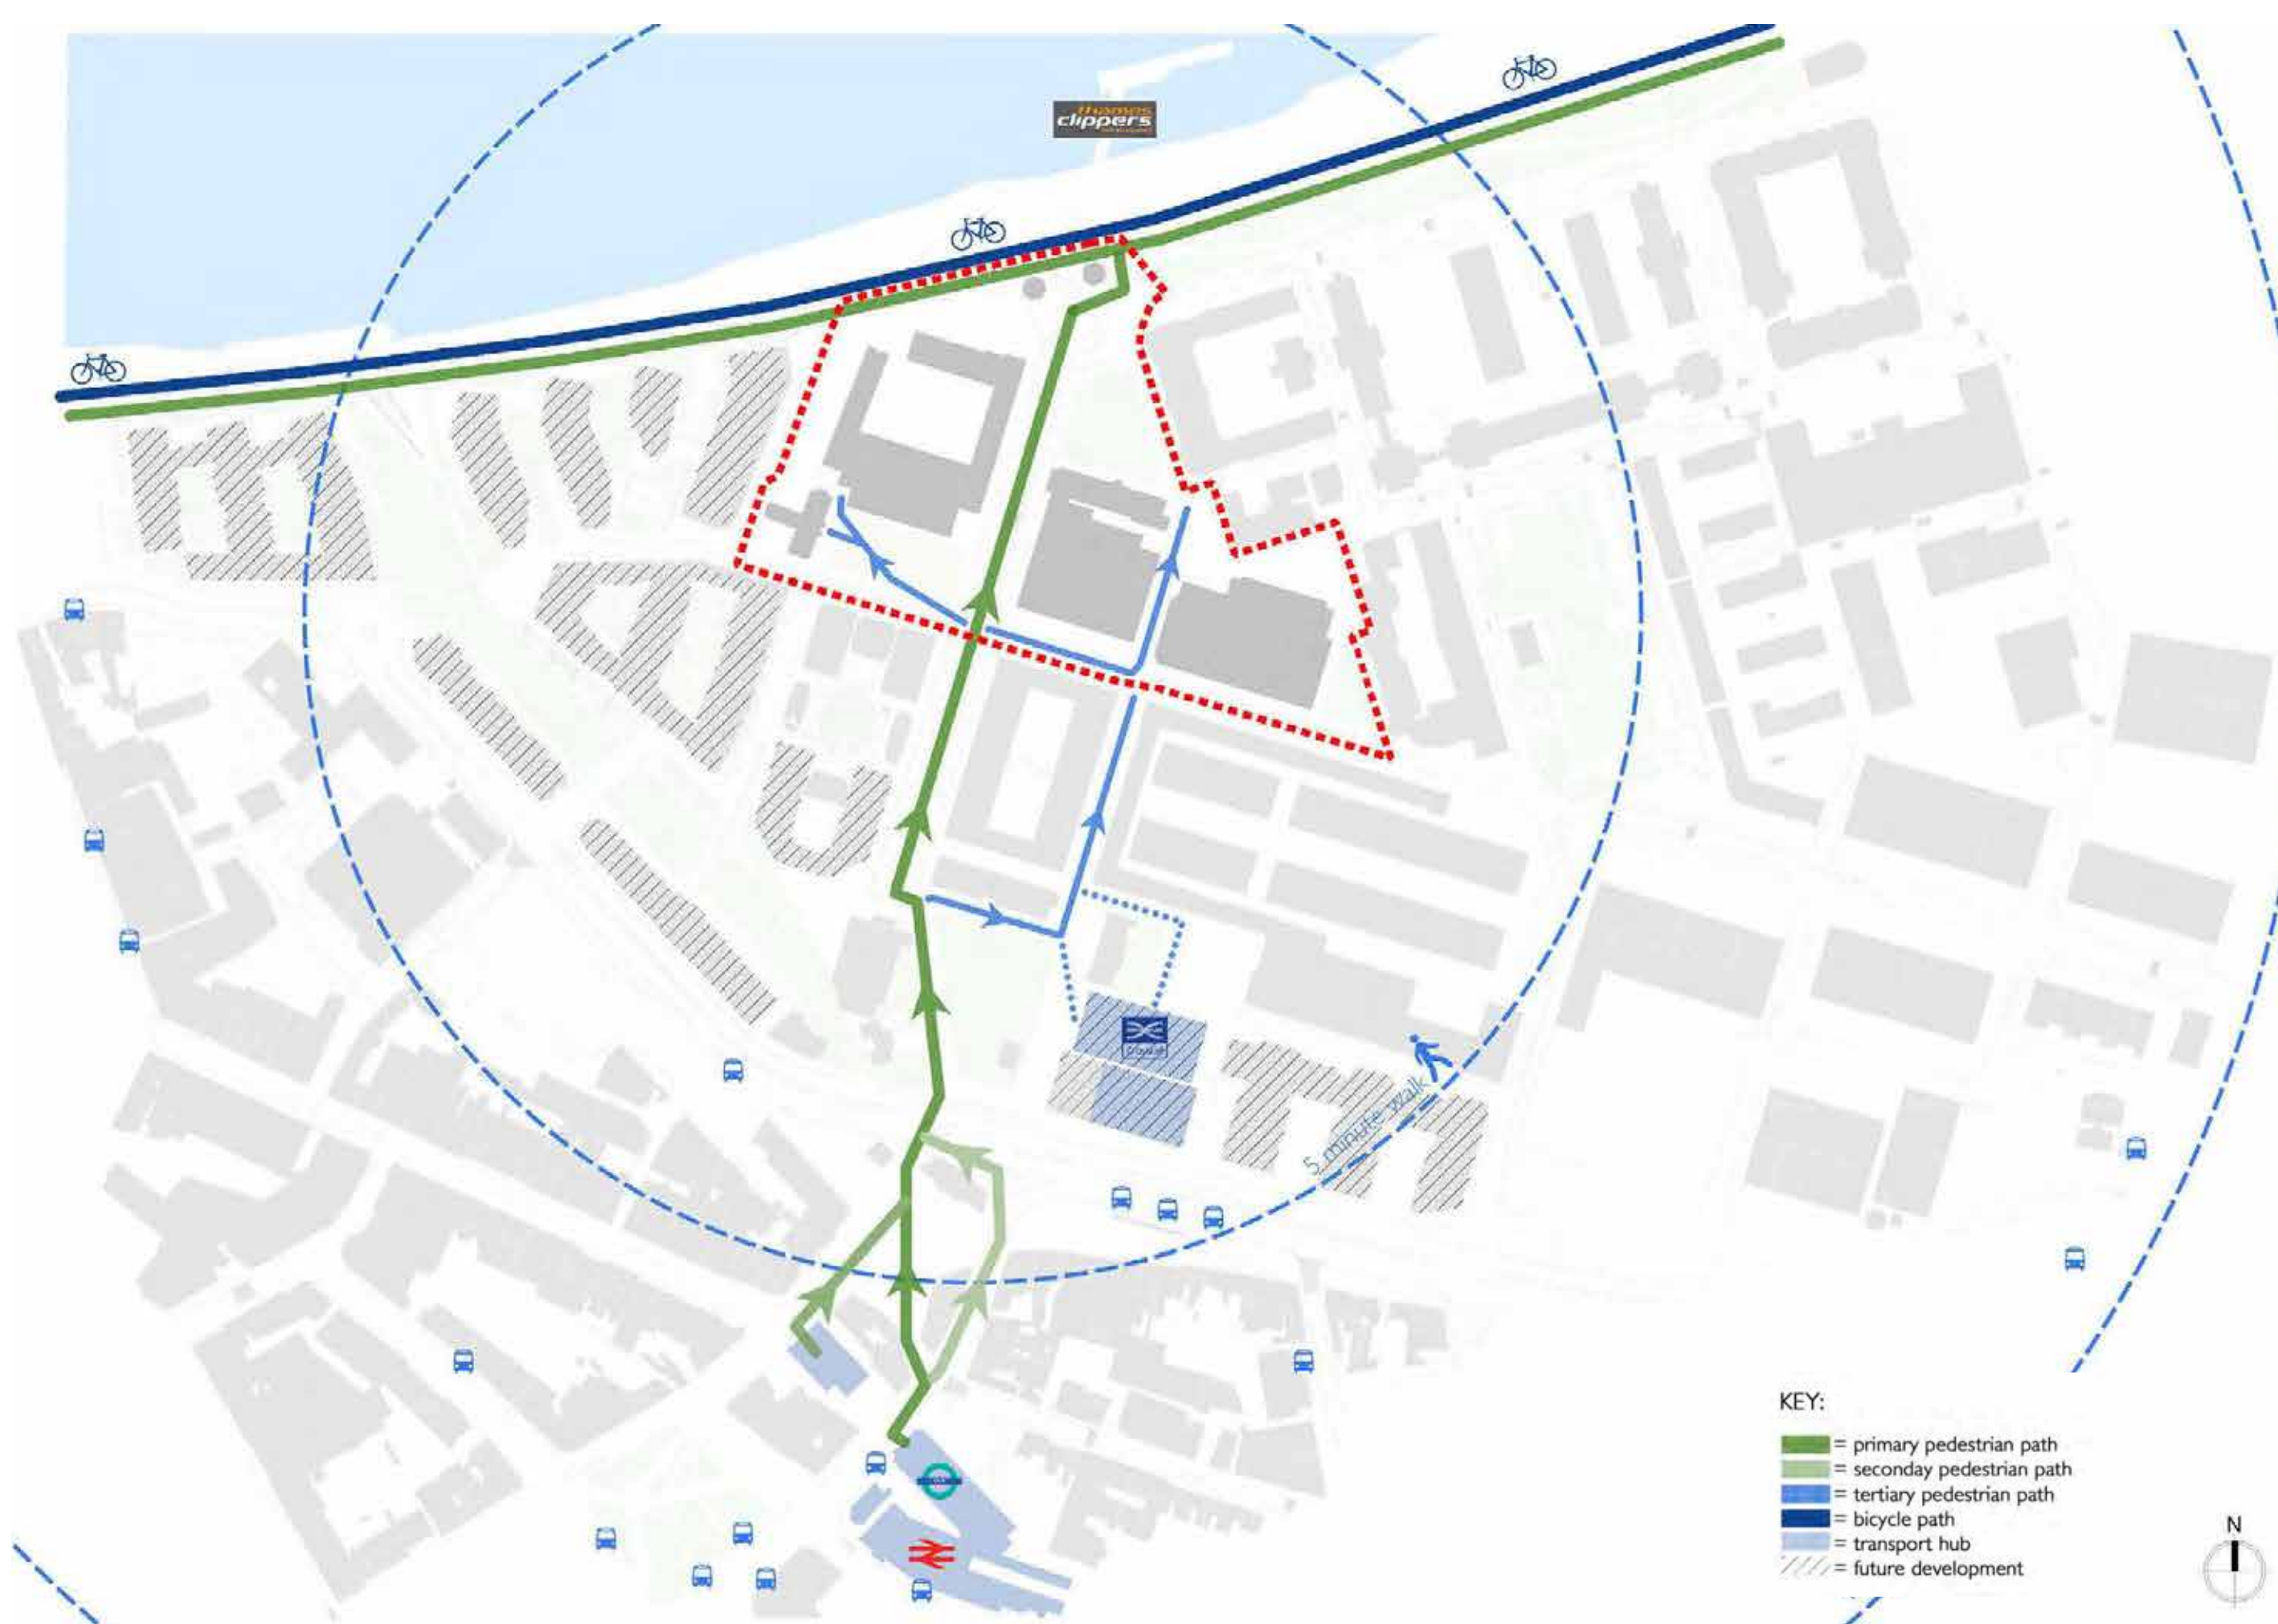 thames
clippers
5 minute walk
KEY:
= primary pedestrian path
= seconday pedestrian path
= tertiary pedestrian path
= bicycle path
= transport hub
= future development
N